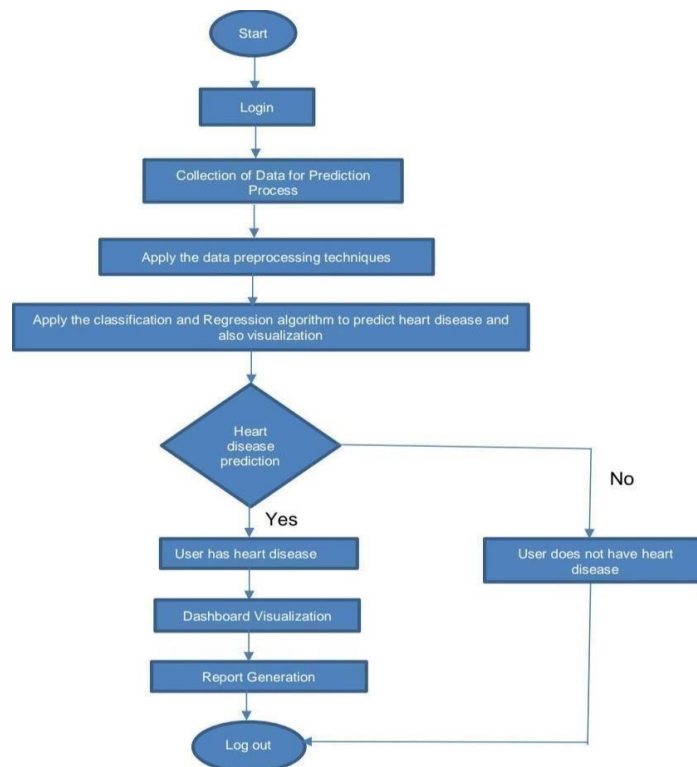 Start
Login
Collection of Data for Prediction
Process
Apply the data preprocessing techniques
Apply the classification and Regression algorithm to predict heart disease and
also visualization
Heart
disease
prediction
No
Yes
User has heart disease
User does not have heart
disease
Dashboard Visualization
Report Generation
Log out